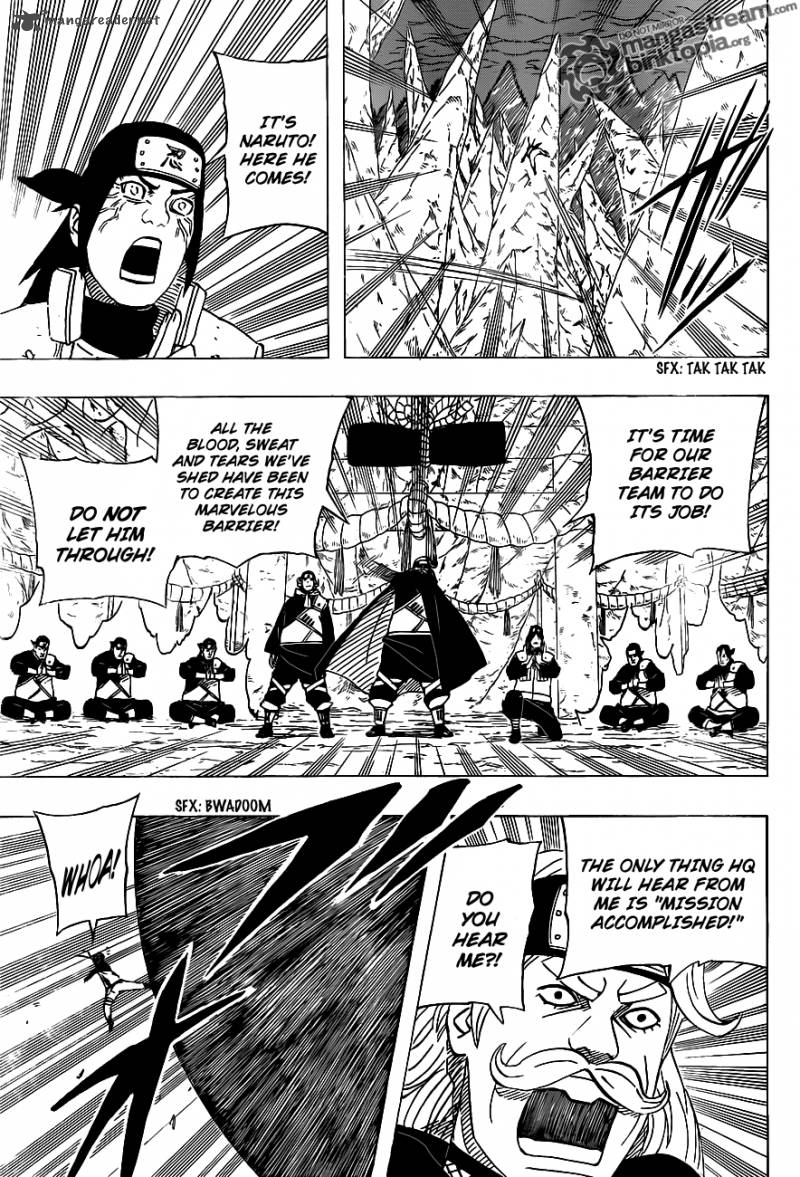 mangareader.net
DO NOT MIRROR
mangastream.com
binktopia.org
SFX: TAK TAK TAK
IT'S
NARUTO!
HERE HE
COMES!
忍
IT'S TIME
FOR OUR
BARRIER
TEAM TO DO
ITS JOB!
ALL THE
BLOOD, SWEAT
AND TEARS WE'VE
SHED HAVE BEEN
TO CREATE THIS
MARVELOUS
BARRIER!
DO NOT
LET HIM
THROUGH!
THE ONLY THING HQ
WILL HEAR FROM
ME IS "MISSION
ACCOMPLISHED!"
DO
YOU
HEAR
ME?!
SFX: BWADOOM
WHOA!